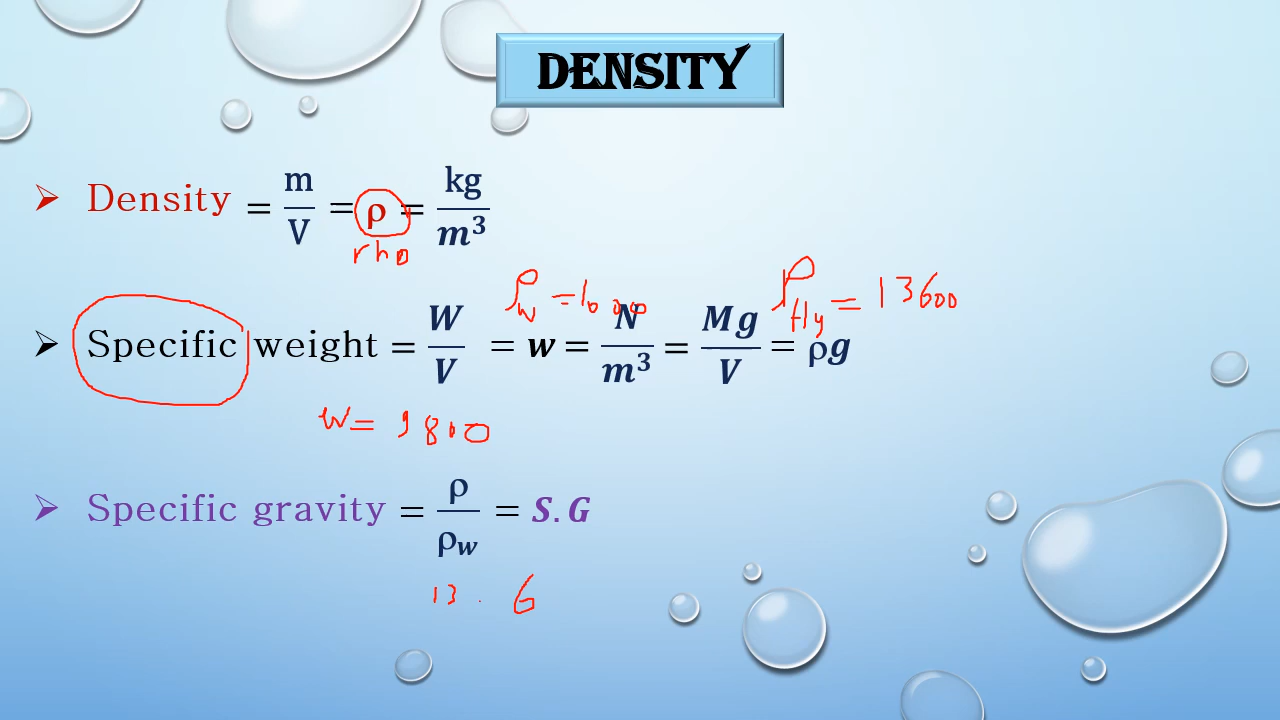 DENSITY
➢ Density = m/V = ρ = kg/m³
rho
ρw = 1000
ρHg = 13600
➢ Specific weight = W/V = w = N/m³ = Mg/V = ρg
w = 9800
➢ Specific gravity = ρ/ρw = S.G
13.6